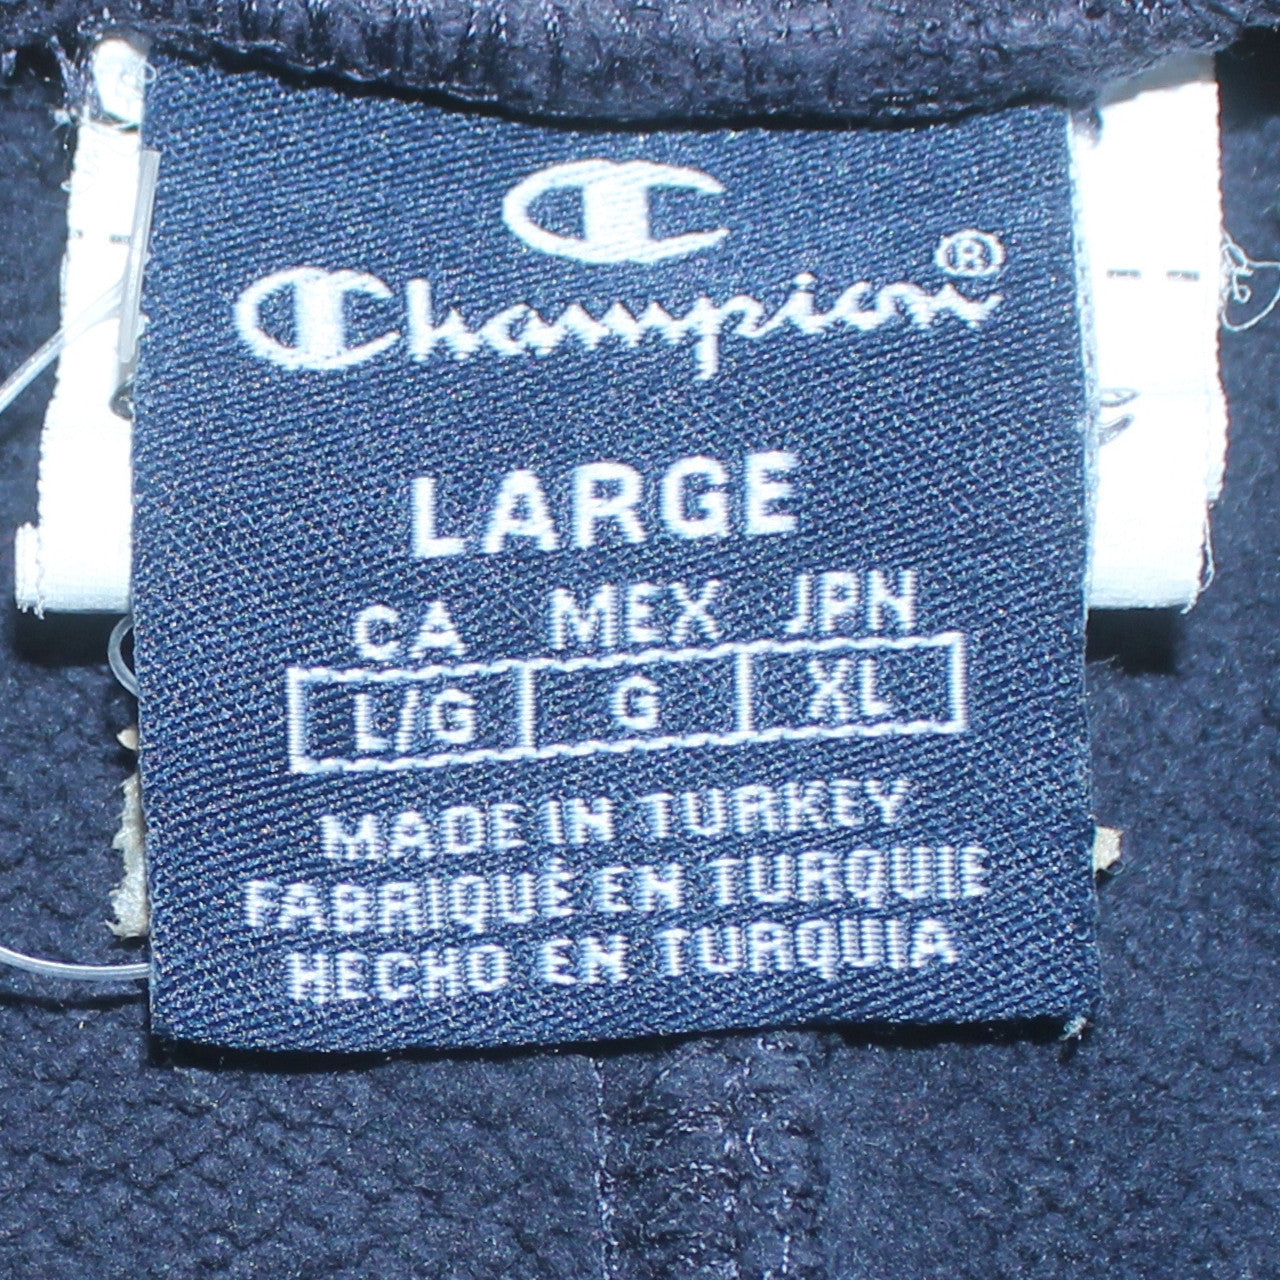 Champion®
LARGE
CA MEX JPN
L/G G XL
MADE IN TURKEY
FABRIQUÉ EN TURQUIE
HECHO EN TURQUIA